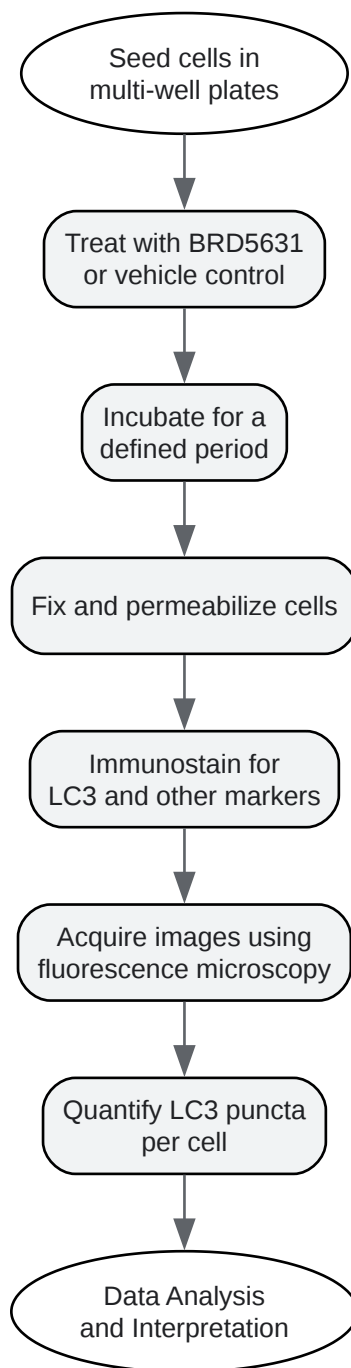 Seed cells in
multi-well plates
Treat with BRD5631
or vehicle control
Incubate for a
defined period
Fix and permeabilize cells
Immunostain for
LC3 and other markers
Acquire images using
fluorescence microscopy
Quantify LC3 puncta
per cell
Data Analysis
and Interpretation